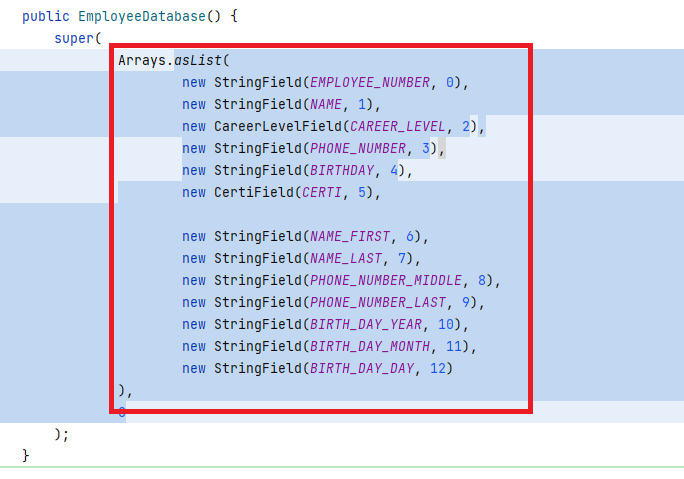 public EmployeeDatabase() {
super(
Arrays.asList(
new StringField(EMPLOYEE_NUMBER, 0),
new StringField(NAME, 1),
new CareerLevelField(CAREER_LEVEL, 2),
new StringField(PHONE_NUMBER, 3),
new StringField(BIRTHDAY, 4),
new CertiField(CERTI, 5),
new StringField(NAME_FIRST, 6),
new StringField(NAME_LAST, 7),
new StringField(PHONE_NUMBER_MIDDLE, 8),
new StringField(PHONE_NUMBER_LAST, 9),
new StringField(BIRTH_DAY_YEAR, 10),
new StringField(BIRTH_DAY_MONTH, 11),
new StringField(BIRTH_DAY_DAY, 12)
),
);
}